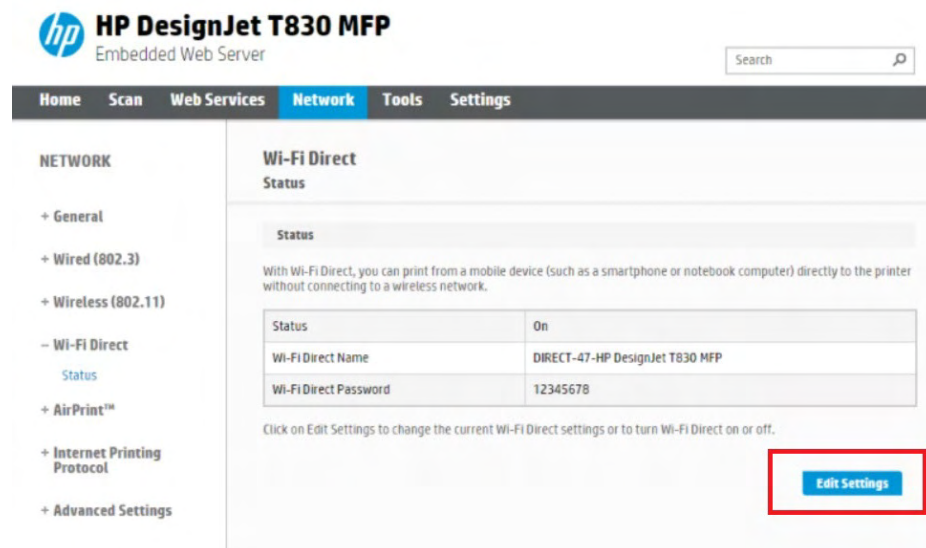 hp
HP DesignJet T830 MFP
Embedded Web Server
Search
Home Scan Web Services Network Tools Settings
NETWORK
+ General
+ Wired (802.3)
+ Wireless (802.11)
– Wi-Fi Direct
Status
+ AirPrint™
+ Internet Printing
Protocol
+ Advanced Settings
Wi-Fi Direct
Status
Status
With Wi-Fi Direct, you can print from a mobile device (such as a smartphone or notebook computer) directly to the printer
without connecting to a wireless network.
Status On
Wi-Fi Direct Name DIRECT-47-HP DesignJet T830 MFP
Wi-Fi Direct Password 12345678
Click on Edit Settings to change the current Wi-Fi Direct settings or to turn Wi-Fi Direct on or off.
Edit Settings